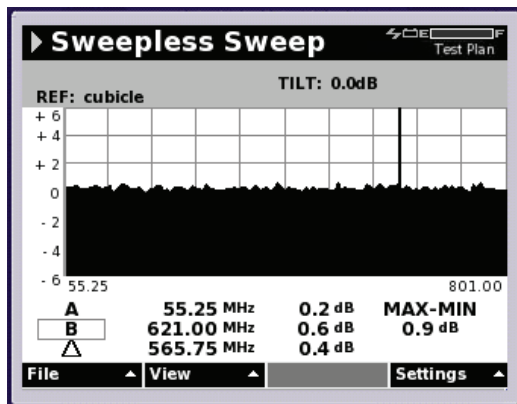 Sweepless Sweep
E F
Test Plan
TILT: 0.0dB
REF: cubicle
+ 6
+ 4
+ 2
0
- 2
- 4
- 6
55.25 801.00
A 55.25 MHz 0.2 dB MAX-MIN
B 621.00 MHz 0.6 dB 0.9 dB
565.75 MHz 0.4 dB
File View Settings